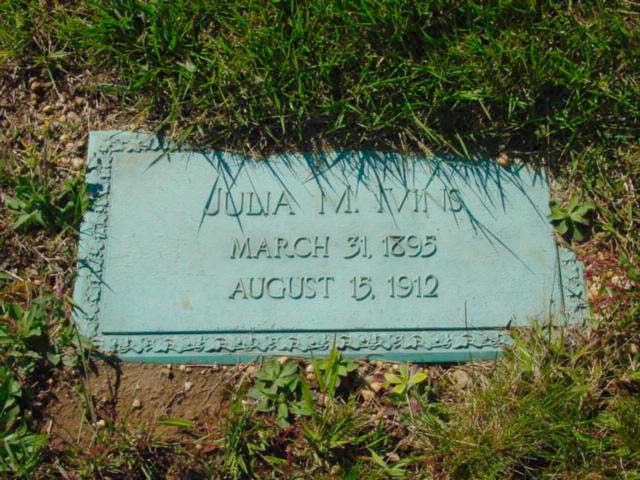 JULIA M. IVINS
MARCH 31, 1895
AUGUST 15, 1912